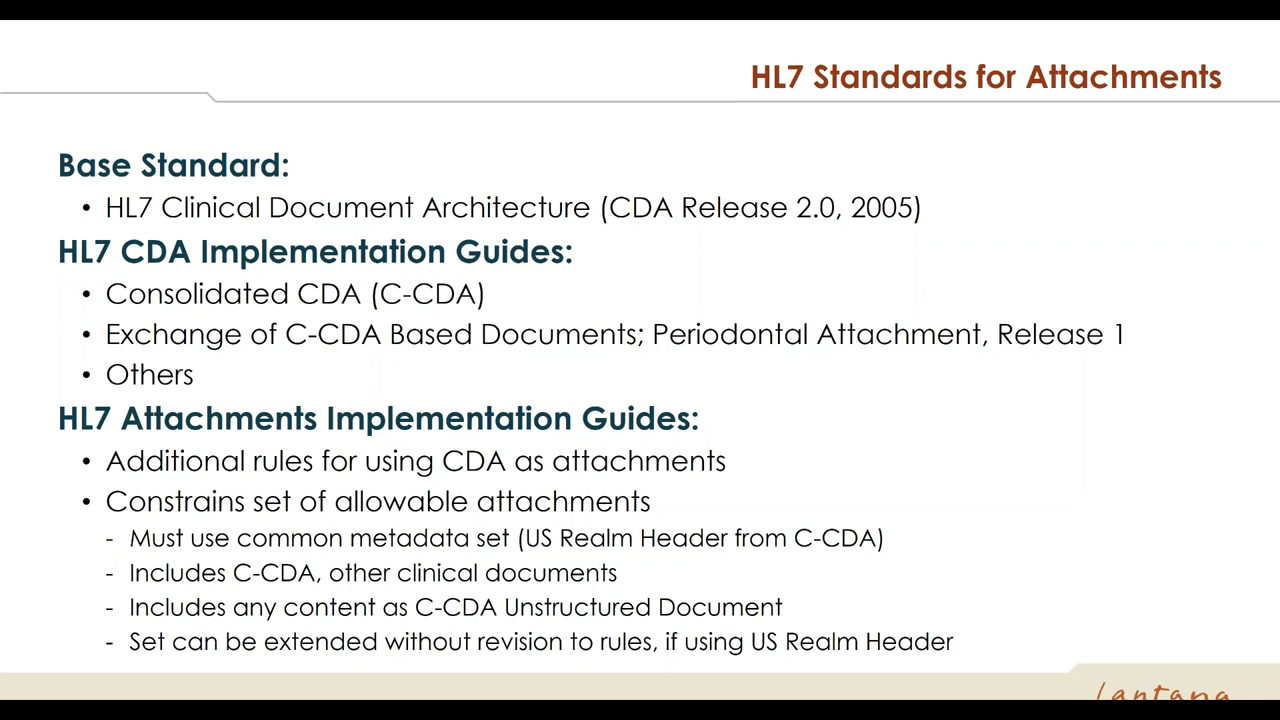 HL7 Standards for Attachments
Base Standard:
• HL7 Clinical Document Architecture (CDA Release 2.0, 2005)
HL7 CDA Implementation Guides:
• Consolidated CDA (C-CDA)
• Exchange of C-CDA Based Documents; Periodontal Attachment, Release 1
• Others
HL7 Attachments Implementation Guides:
• Additional rules for using CDA as attachments
• Constrains set of allowable attachments
- Must use common metadata set (US Realm Header from C-CDA)
- Includes C-CDA, other clinical documents
- Includes any content as C-CDA Unstructured Document
- Set can be extended without revision to rules, if using US Realm Header
Lantana